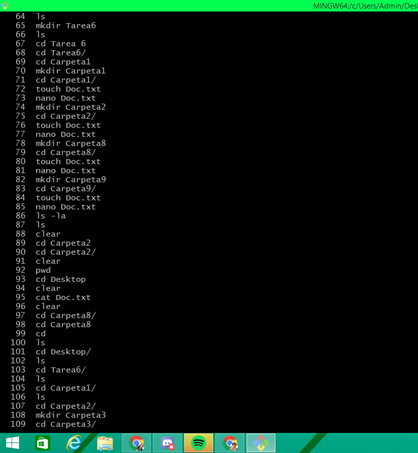 MINGW64:/c/Users/Admin/Des
64 ls
65 mkdir Tarea6
66 ls
67 cd Tarea 6
68 cd Tarea6/
69 cd Carpeta1
70 mkdir Carpeta1
71 cd Carpeta1/
72 touch Doc.txt
73 nano Doc.txt
74 mkdir Carpeta2
75 cd Carpeta2/
76 touch Doc.txt
77 nano Doc.txt
78 mkdir Carpeta8
79 cd Carpeta8/
80 touch Doc.txt
81 nano Doc.txt
82 mkdir Carpeta9
83 cd Carpeta9/
84 touch Doc.txt
85 nano Doc.txt
86 ls -la
87 ls
88 clear
89 cd Carpeta2
90 cd Carpeta2/
91 clear
92 pwd
93 cd Desktop
94 clear
95 cat Doc.txt
96 clear
97 cd Carpeta8/
98 cd Carpeta8
99 cd
100 ls
101 cd Desktop/
102 ls
103 cd Tarea6/
104 ls
105 cd Carpeta1/
106 ls
107 cd Carpeta2/
108 mkdir Carpeta3
109 cd Carpeta3/